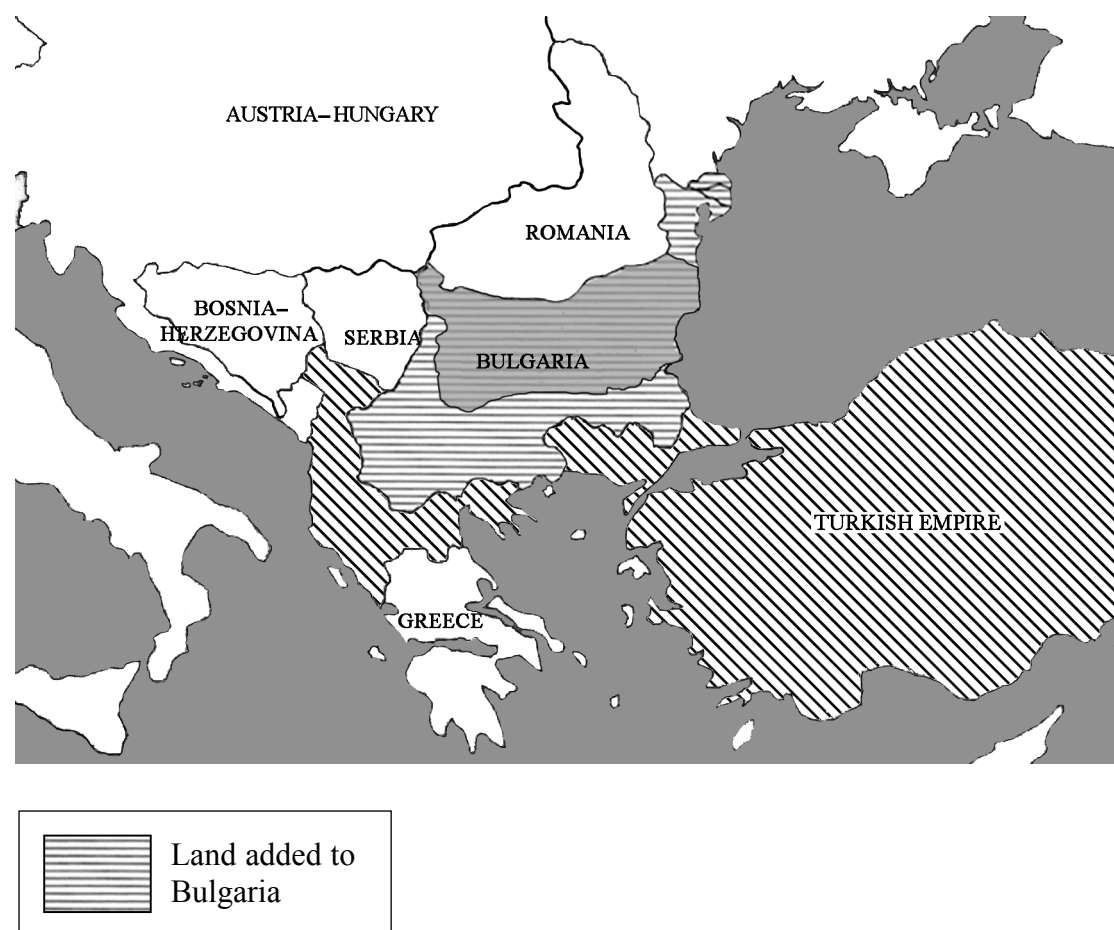 AUSTRIA–HUNGARY
ROMANIA
BOSNIA–
HERZEGOVINA
SERBIA
BULGARIA
TURKISH EMPIRE
GREECE
Land added to
Bulgaria